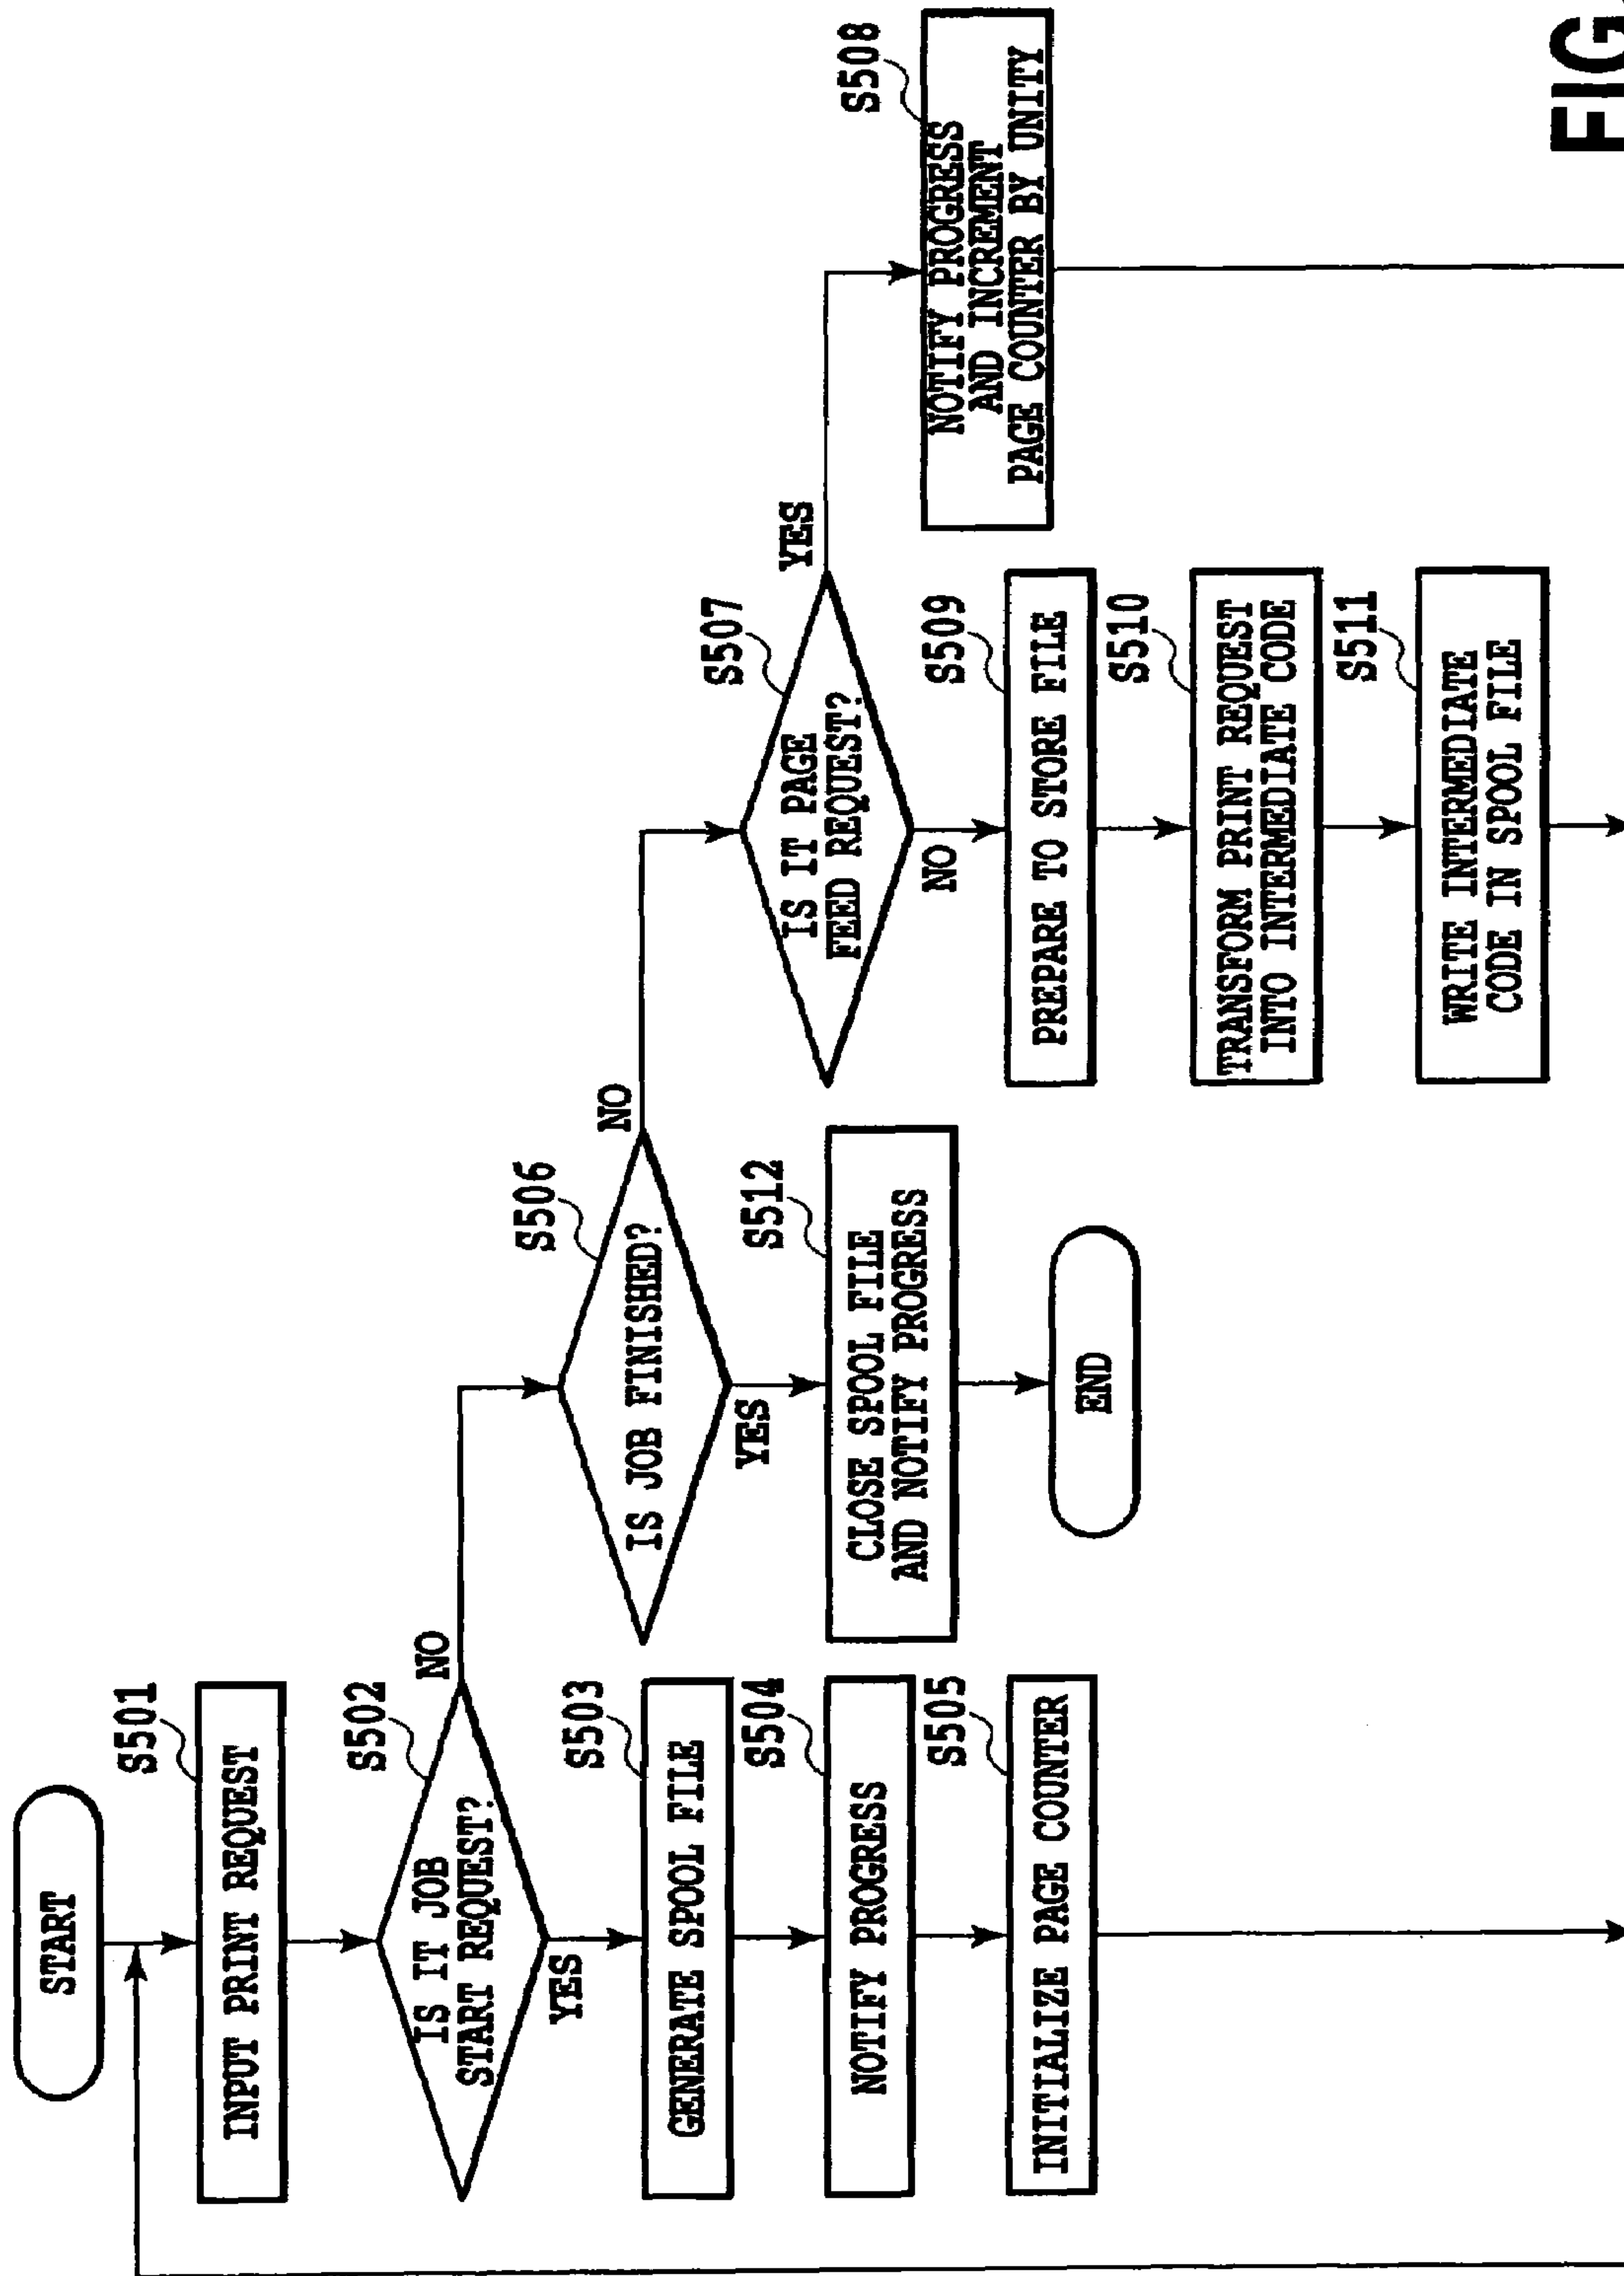 START
S501
INPUT PRINT REQUEST
S502
IS IT JOB
START REQUEST?
NO
YES
S503
GENERATE SPOOL FILE
S504
NOTIFY PROGRESS
S505
INITIALIZE PAGE COUNTER
S506
IS JOB FINISHED?
NO
YES
S512
CLOSE SPOOL FILE
AND NOTIFY PROGRESS
END
S507
IS IT PAGE
FEED REQUEST?
YES
NO
S509
PREPARE TO STORE FILE
S510
TRANSFORM PRINT REQUEST
INTO INTERMEDIATE CODE
S511
WRITE INTERMEDIATE
CODE IN SPOOL FILE
S508
NOTIFY PROGRESS
AND INCREMENT
PAGE COUNTER BY UNITY
FIG